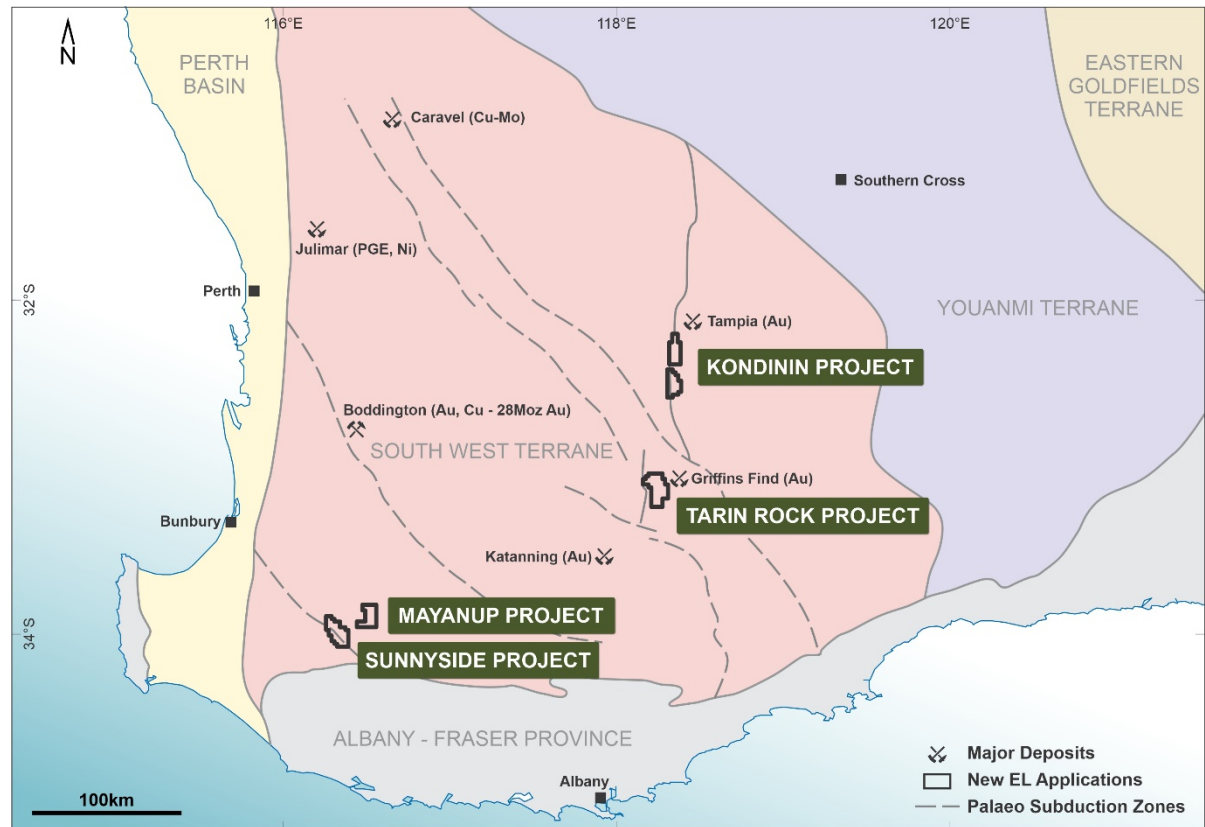 116°E
118°E
120°E
N
PERTH
BASIN
EASTERN
GOLDFIELDS
TERRANE
Caravel (Cu-Mo)
Southern Cross
Julimar (PGE, Ni)
Perth
32°S
YOUANMI TERRANE
Tampia (Au)
KONDININ PROJECT
Boddington (Au, Cu - 28Moz Au)
SOUTH WEST TERRANE
Griffins Find (Au)
TARIN ROCK PROJECT
Bunbury
Katanning (Au)
MAYANUP PROJECT
34°S
SUNNYSIDE PROJECT
ALBANY - FRASER PROVINCE
Albany
100km
Major Deposits
New EL Applications
Palaeo Subduction Zones